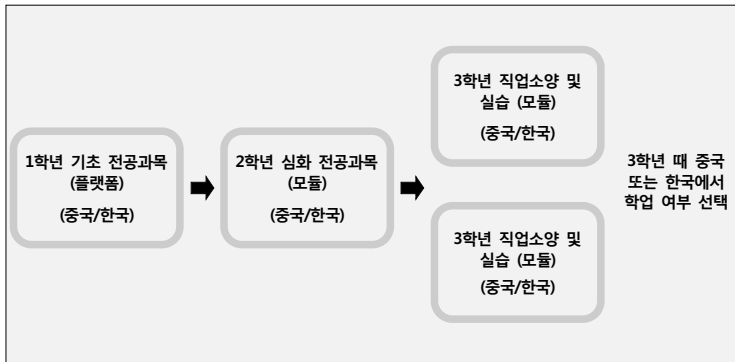 1학년 기초 전공과목
(플랫폼)
(중국/한국)
2학년 심화 전공과목
(모듈)
(중국/한국)
3학년 직업소양 및
실습 (모듈)
(중국/한국)
3학년 직업소양 및
실습 (모듈)
(중국/한국)
3학년 때 중국
또는 한국에서
학업 여부 선택